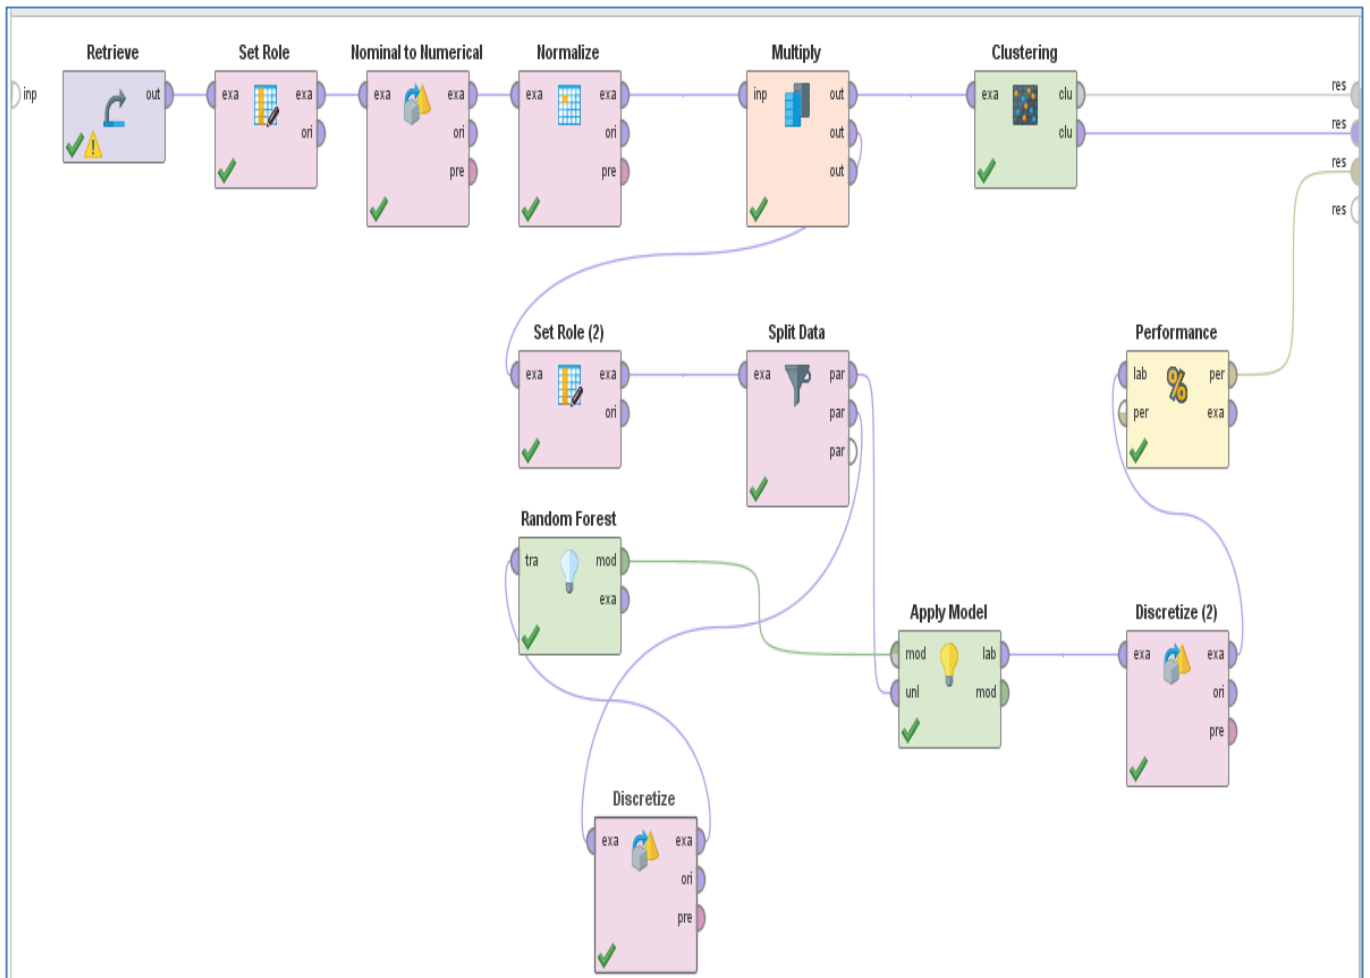 Retrieve Set Role Nominal to Numerical Normalize Multiply Clustering
inp out exa exa exa exa exa exa inp out exa clu res
ori ori ori out clu res
pre pre out res
res
Set Role (2) Split Data Performance
exa exa exa par lab per
ori par per exa
par
Random Forest
tra mod
exa
Apply Model Discretize (2)
mod lab exa exa
unl mod ori
pre
Discretize
exa exa
ori
pre